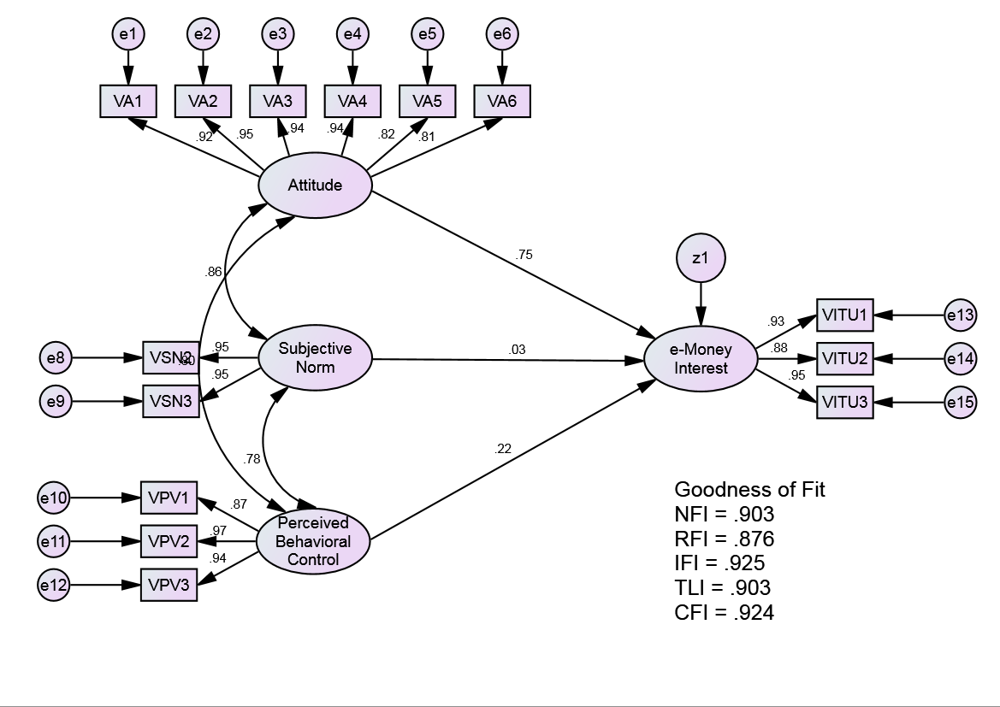 e1
e2
e3
e4
e5
e6
VA1
VA2
VA3
VA4
VA5
VA6
.92
.95
.94
.94
.82
.81
Attitude
.75
z1
.86
VITU1
e13
.93
e8
VSN2
.95
Subjective
Norm
.03
e-Money
Interest
.88
VITU2
e14
e9
VSN3
.95
.95
VITU3
e15
.78
.22
e10
VPV1
.87
e11
VPV2
.97
Perceived
Behavioral
Control
e12
VPV3
.94
Goodness of Fit
NFI = .903
RFI = .876
IFI = .925
TLI = .903
CFI = .924